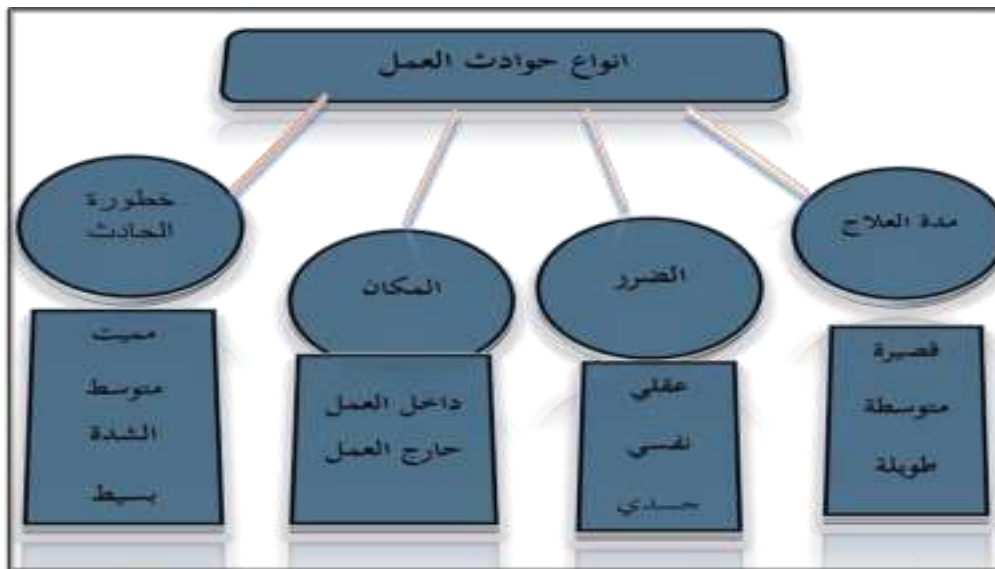 انواع حوادث العمل
مدة العلاج
قصيرة
متوسطة
طويلة
الضرر
عقلي
نفسي
جسدي
المكان
داخل العمل
حارج العمل
خطورة
الحادث
مميت
متوسط
الشدة
بسيط